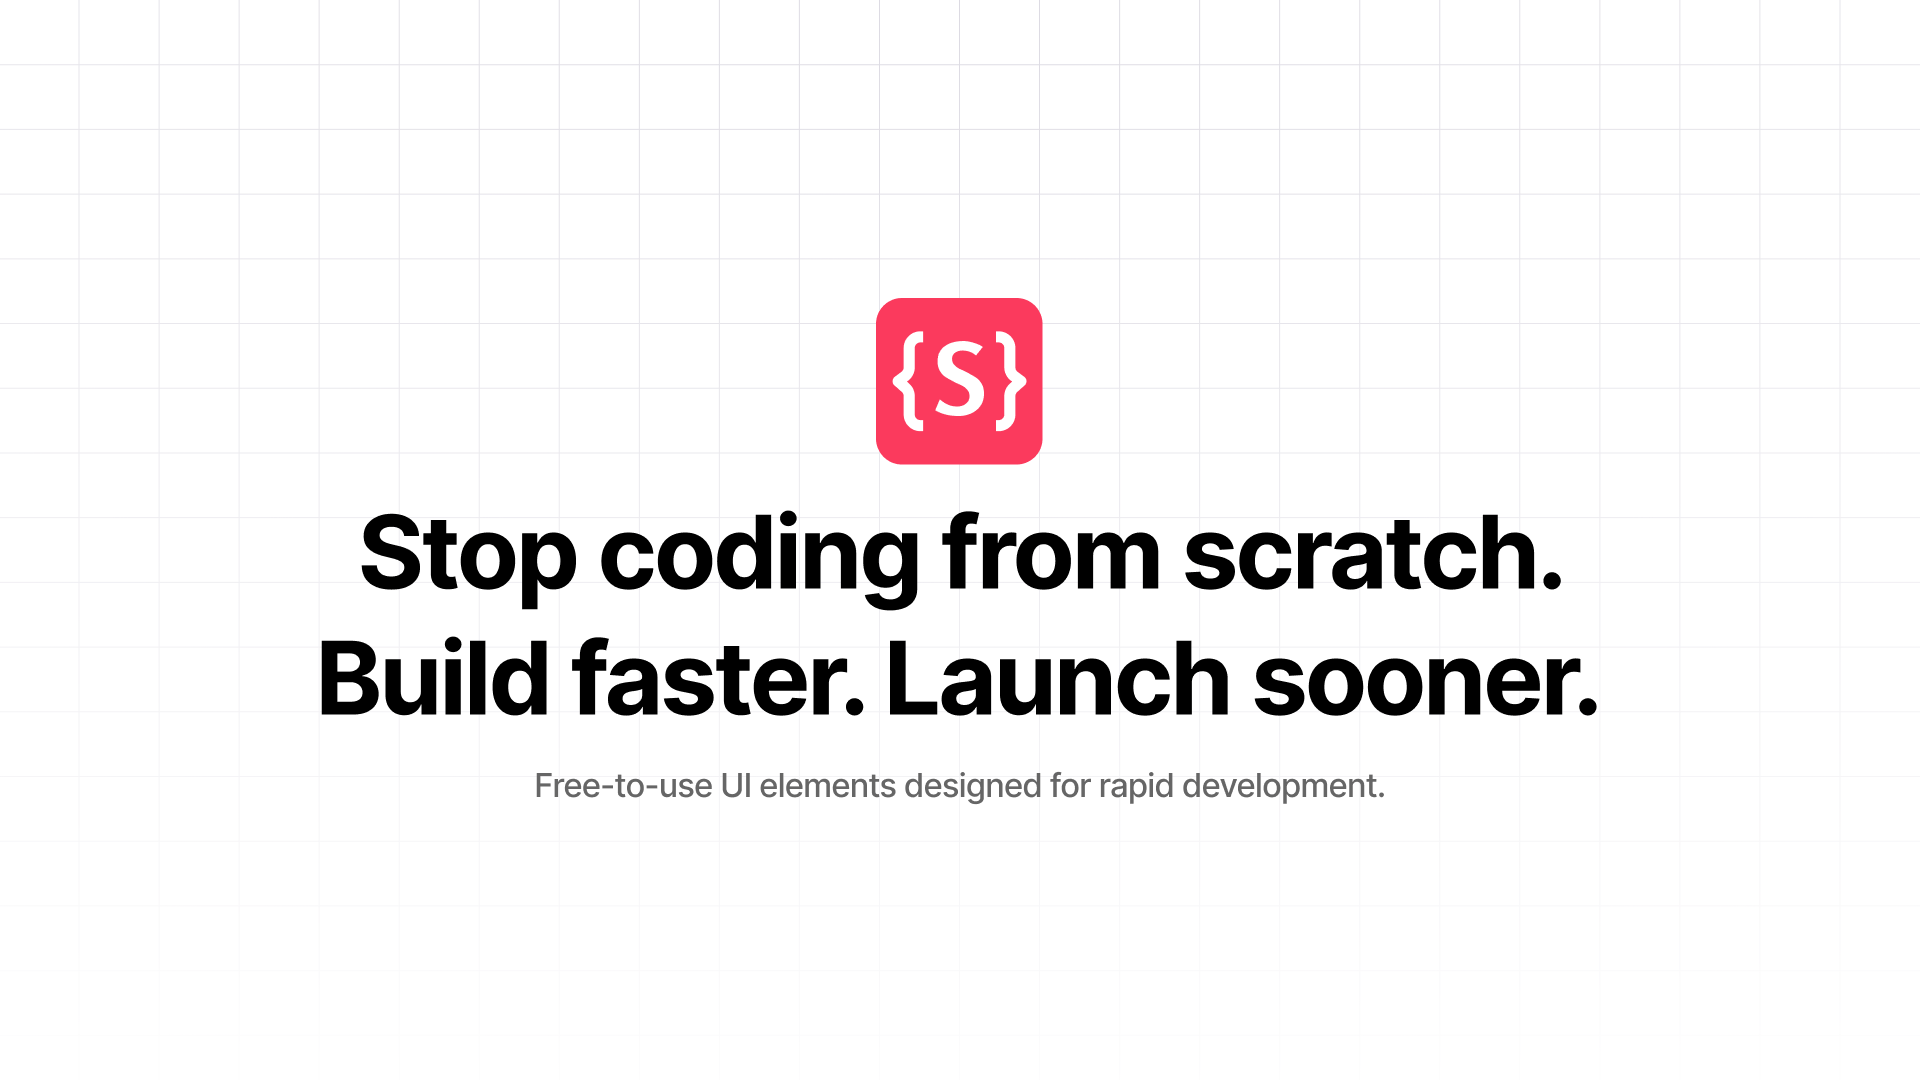 {S}
Stop coding from scratch.
Build faster. Launch sooner.
Free-to-use UI elements designed for rapid development.